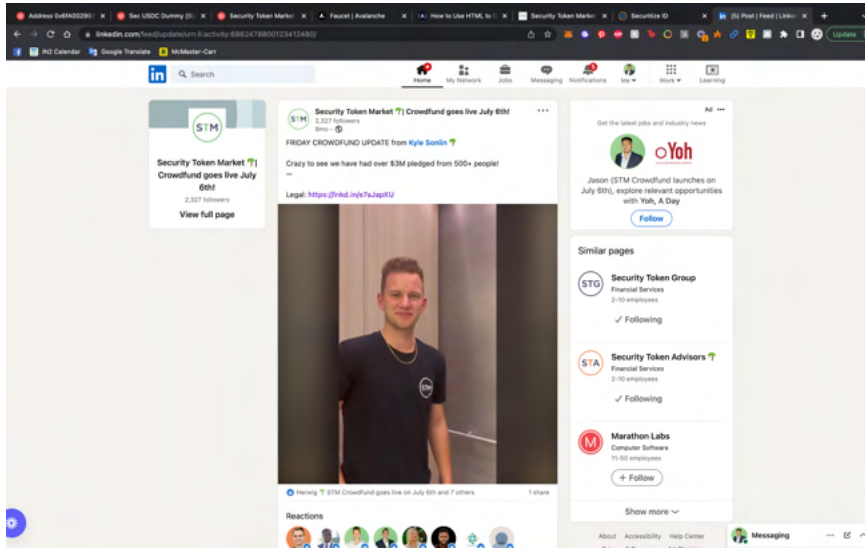 Address 0xBfA00299:
Sec USDC Dummy (S
Security Token Market
Faucet | Avalanche
How to Use HTML to C
Security Token Market
Securitize ID
(5) Post | Feed | Linke
linkedin.com/feed/update/urn:li:activity:6862478800123412480/
Update
IN2 Calendar
Google Translate
McMaster-Carr
in
Search
Home
My Network
Jobs
Messaging
Notifications
Me
Work
Learning
STM
Security Token Market 🌴| Crowdfund goes live July 6th!
2,327 followers
View full page
STM
Security Token Market 🌴| Crowdfund goes live July 6th!
2,327 followers
8mo
FRIDAY CROWDFUND UPDATE from Kyle Sonlin 🌴
Crazy to see we have had over $3M pledged from 500+ people!
—
Legal: https://lnkd.in/e7aJapXU
STM
Herwig 🌴 STM Crowdfund goes live on July 6th and 7 others
1 share
Reactions
Ad
Get the latest jobs and industry news
Yoh
Jason (STM Crowdfund launches on
July 6th), explore relevant opportunities
with Yoh, A Day
Follow
Similar pages
STG
Security Token Group
Financial Services
2-10 employees
✓ Following
STA
Security Token Advisors 🌴
Financial Services
2-10 employees
✓ Following
M
Marathon Labs
Computer Software
11-50 employees
+ Follow
Show more
About Accessibility Help Center
Messaging